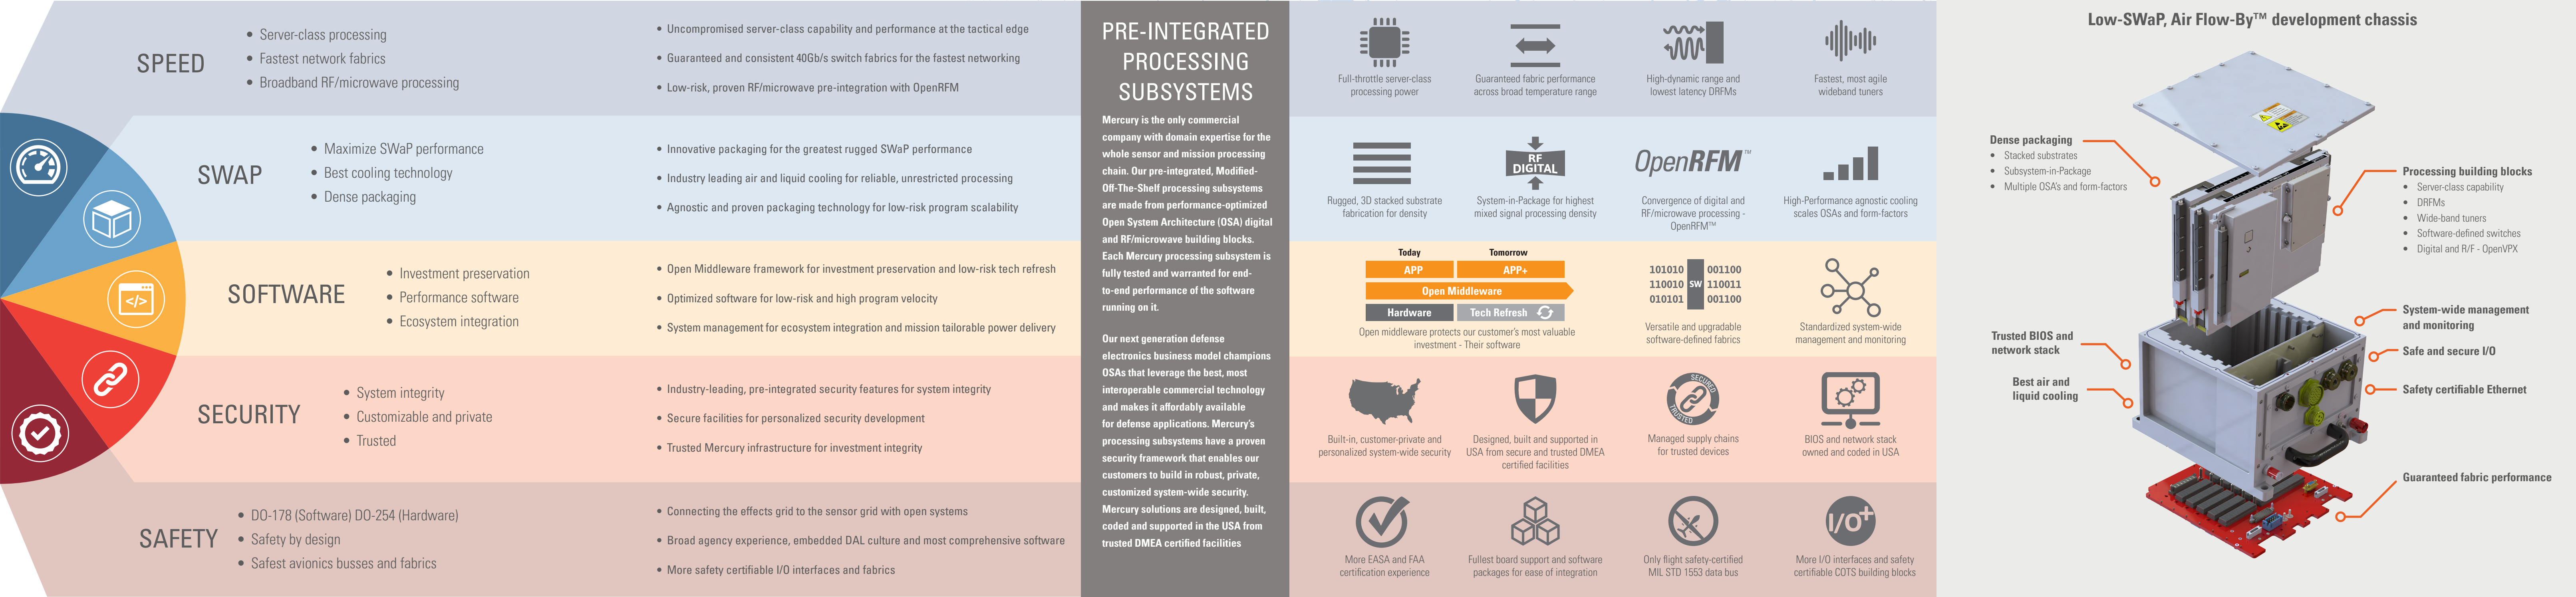 SPEED
• Server-class processing
• Fastest network fabrics
• Broadband RF/microwave processing
• Uncompromised server-class capability and performance at the tactical edge
• Guaranteed and consistent 40Gb/s switch fabrics for the fastest networking
• Low-risk, proven RF/microwave pre-integration with OpenRFM
SWAP
• Maximize SWaP performance
• Best cooling technology
• Dense packaging
• Innovative packaging for the greatest rugged SWaP performance
• Industry leading air and liquid cooling for reliable, unrestricted processing
• Agnostic and proven packaging technology for low-risk program scalability
</>
SOFTWARE
• Investment preservation
• Performance software
• Ecosystem integration
• Open Middleware framework for investment preservation and low-risk tech refresh
• Optimized software for low-risk and high program velocity
• System management for ecosystem integration and mission tailorable power delivery
SECURITY
• System integrity
• Customizable and private
• Trusted
• Industry-leading, pre-integrated security features for system integrity
• Secure facilities for personalized security development
• Trusted Mercury infrastructure for investment integrity
SAFETY
• DO-178 (Software) DO-254 (Hardware)
• Safety by design
• Safest avionics busses and fabrics
• Connecting the effects grid to the sensor grid with open systems
• Broad agency experience, embedded DAL culture and most comprehensive software
• More safety certifiable I/O interfaces and fabrics
PRE-INTEGRATED
PROCESSING
SUBSYSTEMS
Mercury is the only commercial
company with domain expertise for the
whole sensor and mission processing
chain. Our pre-integrated, Modified-
Off-The-Shelf processing subsystems
are made from performance-optimized
Open System Architecture (OSA) digital
and RF/microwave building blocks.
Each Mercury processing subsystem is
fully tested and warranted for end-
to-end performance of the software
running on it.
Our next generation defense
electronics business model champions
OSAs that leverage the best, most
interoperable commercial technology
and makes it affordably available
for defense applications. Mercury's
processing subsystems have a proven
security framework that enables our
customers to build in robust, private,
customized system-wide security.
Mercury solutions are designed, built,
coded and supported in the USA from
trusted DMEA certified facilities
Full-throttle server-class
processing power
Guaranteed fabric performance
across broad temperature range
High-dynamic range and
lowest latency DRFMs
Fastest, most agile
wideband tuners
Rugged, 3D stacked substrate
fabrication for density
RF
DIGITAL
System-in-Package for highest
mixed signal processing density
OpenRFM™
Convergence of digital and
RF/microwave processing -
OpenRFM™
High-Performance agnostic cooling
scales OSAs and form-factors
Today Tomorrow
APP APP+
Open Middleware
Hardware Tech Refresh
Open middleware protects our customer's most valuable
investment - Their software
101010 001100
110010 SW 110011
010101 001100
Versatile and upgradable
software-defined fabrics
Standardized system-wide
management and monitoring
Built-in, customer-private and
personalized system-wide security
Designed, built and supported in
USA from secure and trusted DMEA
certified facilities
SECURED
TRUSTED
Managed supply chains
for trusted devices
BIOS and network stack
owned and coded in USA
More EASA and FAA
certification experience
Fullest board support and software
packages for ease of integration
Only flight safety-certified
MIL STD 1553 data bus
I/O+
More I/O interfaces and safety
certifiable COTS building blocks
Low-SWaP, Air Flow-By™ development chassis
Dense packaging
• Stacked substrates
• Subsystem-in-Package
• Multiple OSA's and form-factors
Processing building blocks
• Server-class capability
• DRFMs
• Wide-band tuners
• Software-defined switches
• Digital and R/F - OpenVPX
System-wide management
and monitoring
Trusted BIOS and
network stack
Safe and secure I/O
Best air and
liquid cooling
Safety certifiable Ethernet
Guaranteed fabric performance